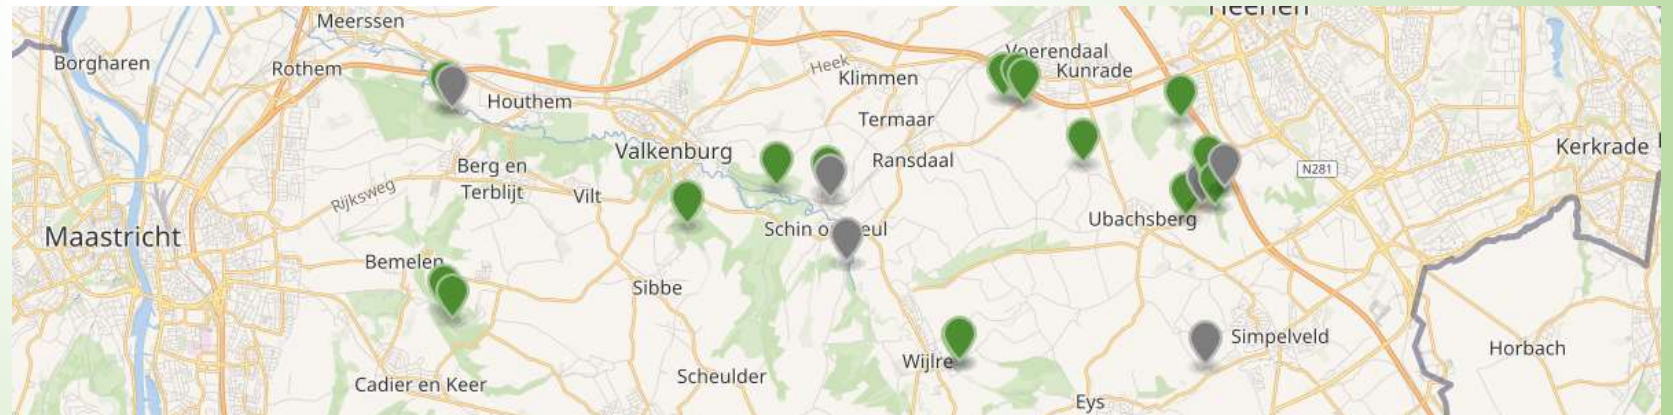 Meerssen
Heerlen
Borgharen
Rothem
Voerendaal
Heek
Klimmen
Kunrade
Houthem
Termaar
Valkenburg
Ransdaal
Kerkrade
Berg en
Terblijt
N281
Rijksweg
Vilt
Maastricht
Schin o
eul
Ubachsberg
Bemelen
Sibbe
Simpelveld
Wijlre
Horbach
Cadier en Keer
Scheulder
Eys